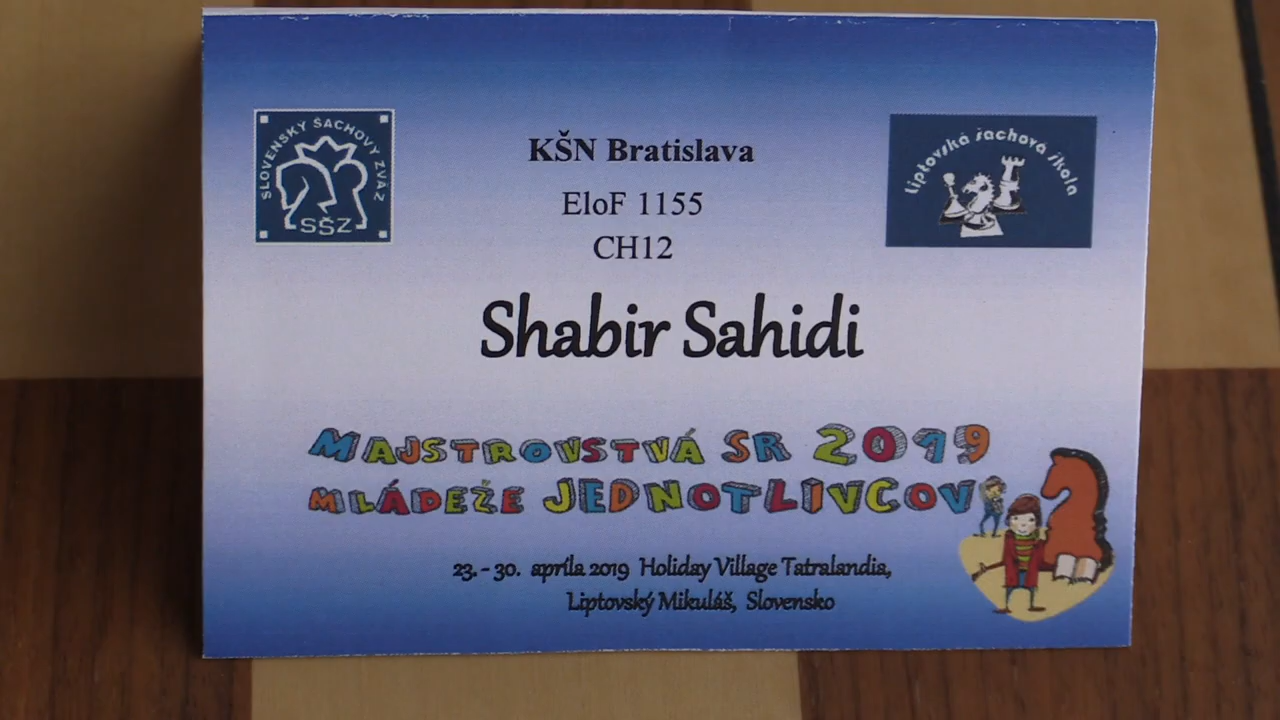 SLOVENSKÝ ŠACHOVÝ ZVÄZ
SŠZ
KŠN Bratislava
EloF 1155
CH12
liptovská šachová škola
Shabir Sahidi
MAJSTROVSTVÁ SR 2019
MLÁDEŽE JEDNOTLIVCOV
23. - 30. apríla 2019 Holiday Village Tatralandia,
Liptovský Mikuláš, Slovensko